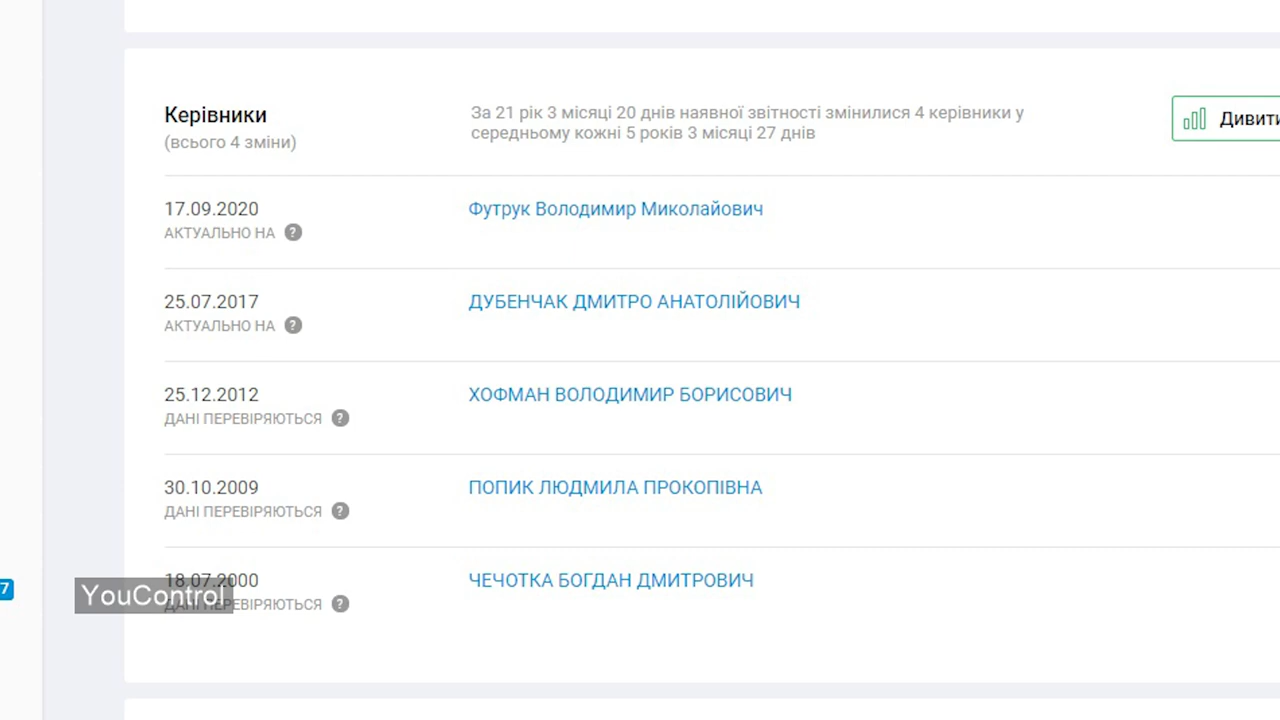 Керівники
(всього 4 зміни)
За 21 рік 3 місяці 20 днів наявної звітності змінилися 4 керівники у
середньому кожні 5 років 3 місяці 27 днів
Дивити
17.09.2020
Футрук Володимир Миколайович
АКТУАЛЬНО НА ?
25.07.2017
ДУБЕНЧАК ДМИТРО АНАТОЛІЙОВИЧ
АКТУАЛЬНО НА ?
25.12.2012
ХОФМАН ВОЛОДИМИР БОРИСОВИЧ
ДАНІ ПЕРЕВІРЯЮТЬСЯ ?
30.10.2009
ПОПИК ЛЮДМИЛА ПРОКОПІВНА
ДАНІ ПЕРЕВІРЯЮТЬСЯ ?
18.07.2000
ЧЕЧОТКА БОГДАН ДМИТРОВИЧ
7
YouControl
ДАНІ ПЕРЕВІРЯЮТЬСЯ ?